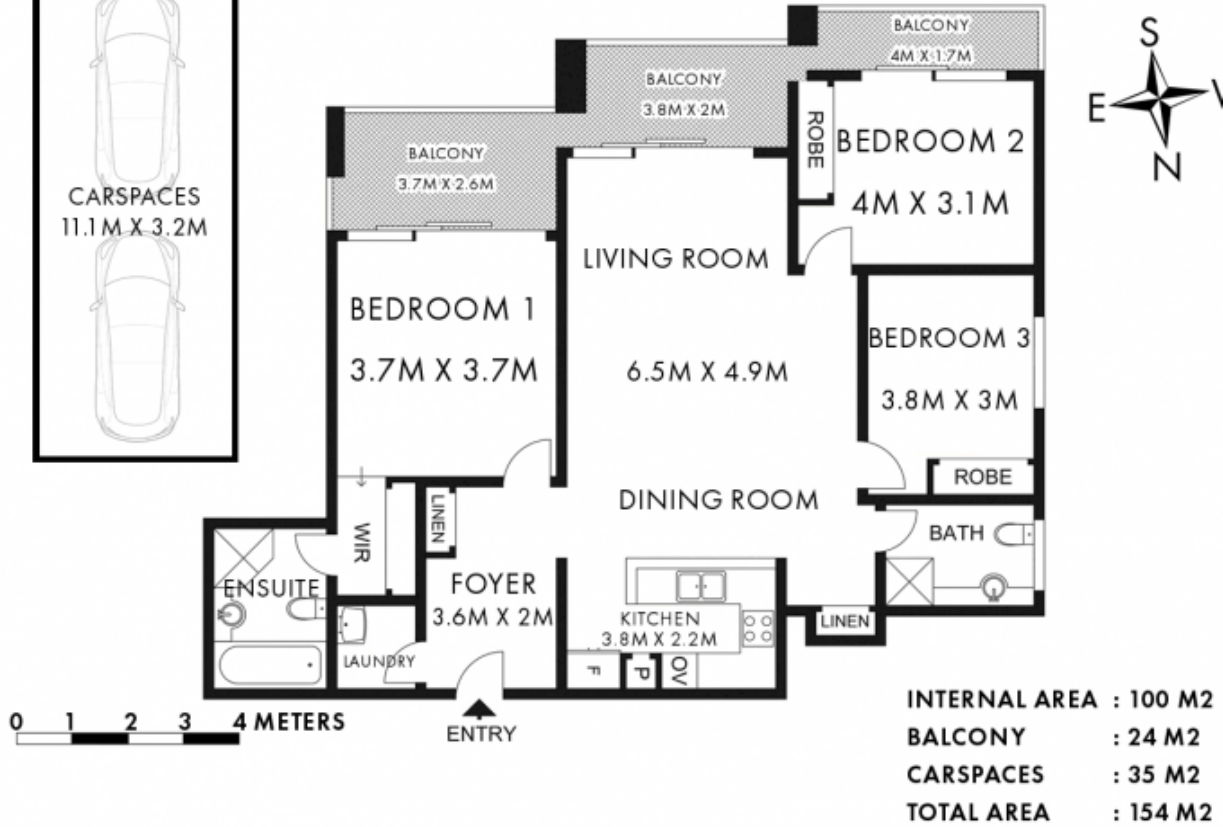 BALCONY
4M X 1.7M
S
E
N
BALCONY
3.8M X 2M
ROBE
BEDROOM 2
4M X 3.1M
BALCONY
3.7M X 2.6M
CARSPACES
11.1M X 3.2M
LIVING ROOM
BEDROOM 1
3.7M X 3.7M
6.5M X 4.9M
BEDROOM 3
3.8M X 3M
ROBE
DINING ROOM
LINEN
WIR
BATH
ENSUITE
FOYER
3.6M X 2M
KITCHEN
3.8M X 2.2M
LINEN
LAUNDRY
F
P
OV
ENTRY
0 1 2 3 4 METERS
INTERNAL AREA : 100 M2
BALCONY : 24 M2
CARSPACES : 35 M2
TOTAL AREA : 154 M2